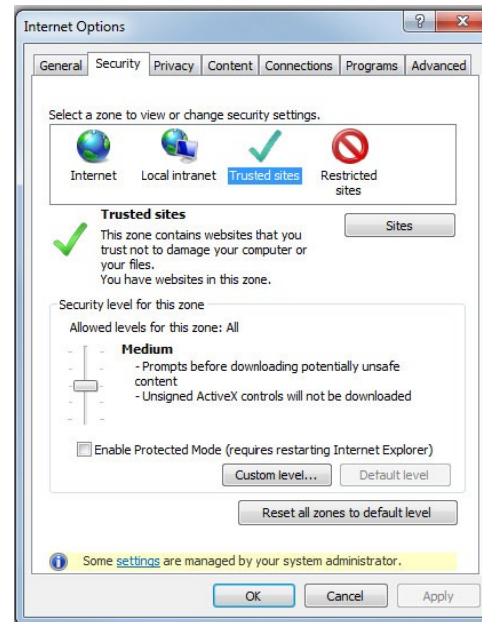 Internet Options
General Security Privacy Content Connections Programs Advanced
Select a zone to view or change security settings.
Internet Local intranet Trusted sites Restricted
sites
Trusted sites
Sites
This zone contains websites that you
trust not to damage your computer or
your files.
You have websites in this zone.
Security level for this zone
Allowed levels for this zone: All
Medium
- Prompts before downloading potentially unsafe
content
- Unsigned ActiveX controls will not be downloaded
Enable Protected Mode (requires restarting Internet Explorer)
Custom level... Default level
Reset all zones to default level
Some settings are managed by your system administrator.
OK Cancel Apply